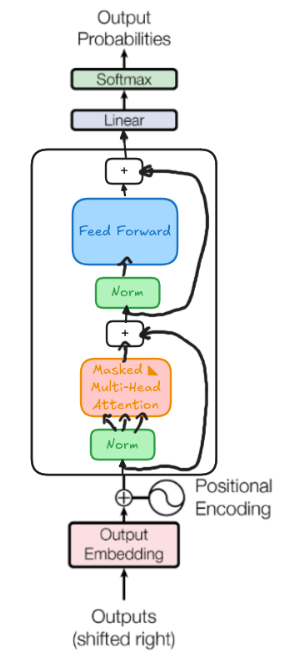 Output
Probabilities
Softmax
Linear
+
Feed Forward
Norm
+
Masked
Multi-Head
Attention
Norm
Positional
Encoding
Output
Embedding
Outputs
(shifted right)